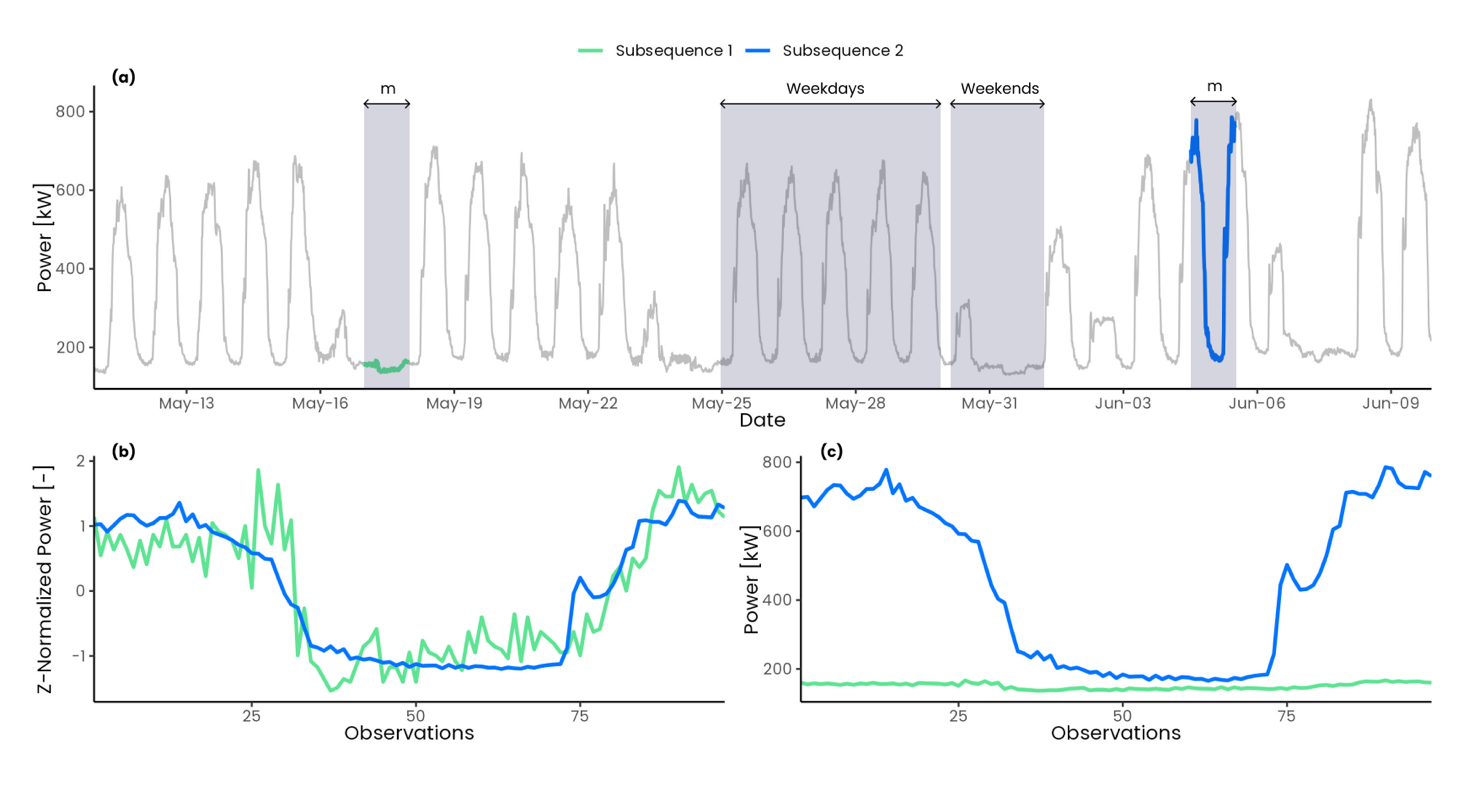 Subsequence 1 Subsequence 2
(a)
m Weekdays Weekends m
Power [kW]
800
600
400
200
May-13 May-16 May-19 May-22 May-25 May-28 May-31 Jun-03 Jun-06 Jun-09
Date
(b)
Z-Normalized Power [-]
2
1
0
-1
25 50 75
Observations
(c)
Power [kW]
800
600
400
200
25 50 75
Observations